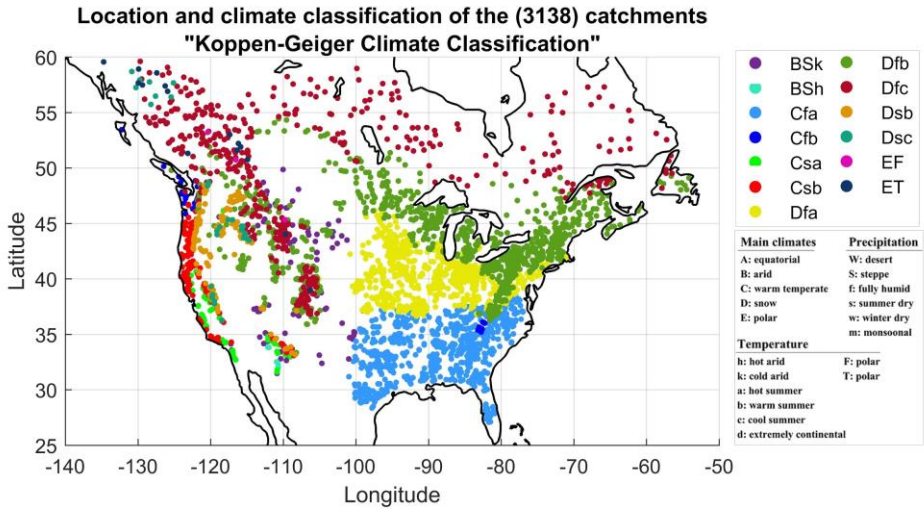 Location and climate classification of the (3138) catchments
"Koppen-Geiger Climate Classification"
60
55
50
45
40
35
30
25
Latitude
-140
-130
-120
-110
-100
-90
-80
-70
-60
-50
Longitude
BSk
BSh
Cfa
Cfb
Csa
Csb
Dfa
Dfb
Dfc
Dsb
Dsc
EF
ET
Main climates
A: equatorial
B: arid
C: warm temperate
D: snow
E: polar
Precipitation
W: desert
S: steppe
f: fully humid
s: summer dry
w: winter dry
m: monsoonal
Temperature
h: hot arid
k: cold arid
a: hot summer
b: warm summer
c: cool summer
d: extremely continental
F: polar
T: polar